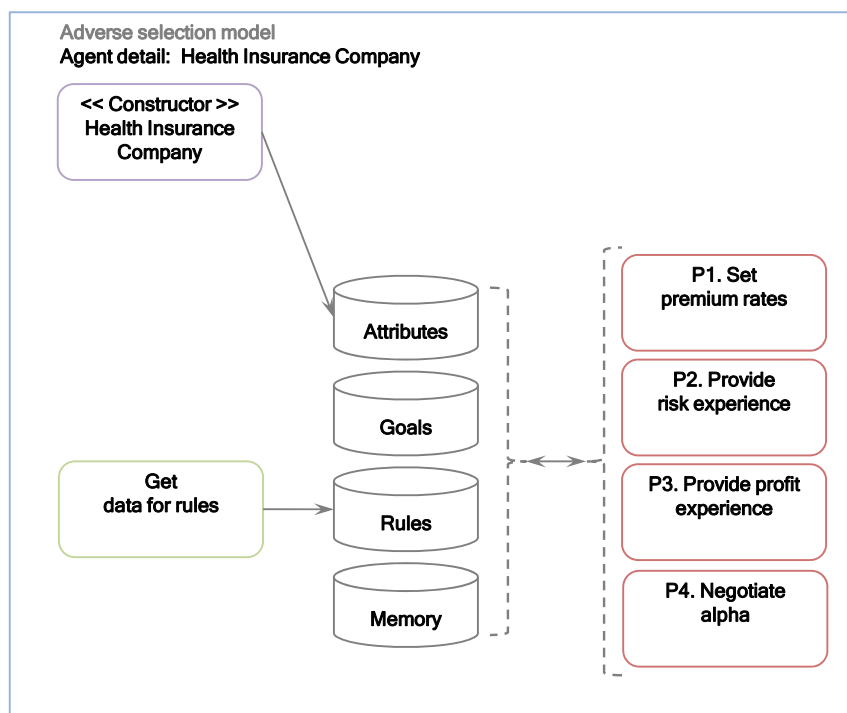 Adverse selection model
Agent detail: Health Insurance Company
<< Constructor >>
Health Insurance
Company
Attributes
Goals
Get
data for rules
Rules
Memory
P1. Set
premium rates
P2. Provide
risk experience
P3. Provide profit
experience
P4. Negotiate
alpha